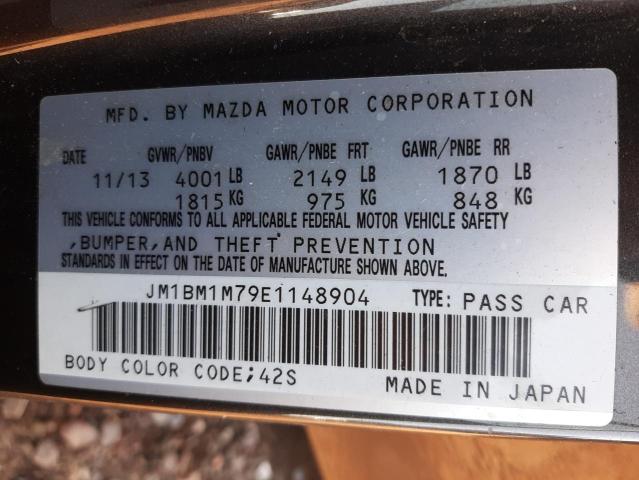 MFD. BY MAZDA MOTOR CORPORATION
DATE GVWR/PNBV GAWR/PNBE FRT GAWR/PNBE RR
11/13 4001 LB 2149 LB 1870 LB
1815 KG 975 KG 848 KG
THIS VEHICLE CONFORMS TO ALL APPLICABLE FEDERAL MOTOR VEHICLE SAFETY
,BUMPER,AND THEFT PREVENTION
STANDARDS IN EFFECT ON THE DATE OF MANUFACTURE SHOWN ABOVE.
JM1BM1M79E1148904 TYPE: PASS CAR
BODY COLOR CODE;42S MADE IN JAPAN